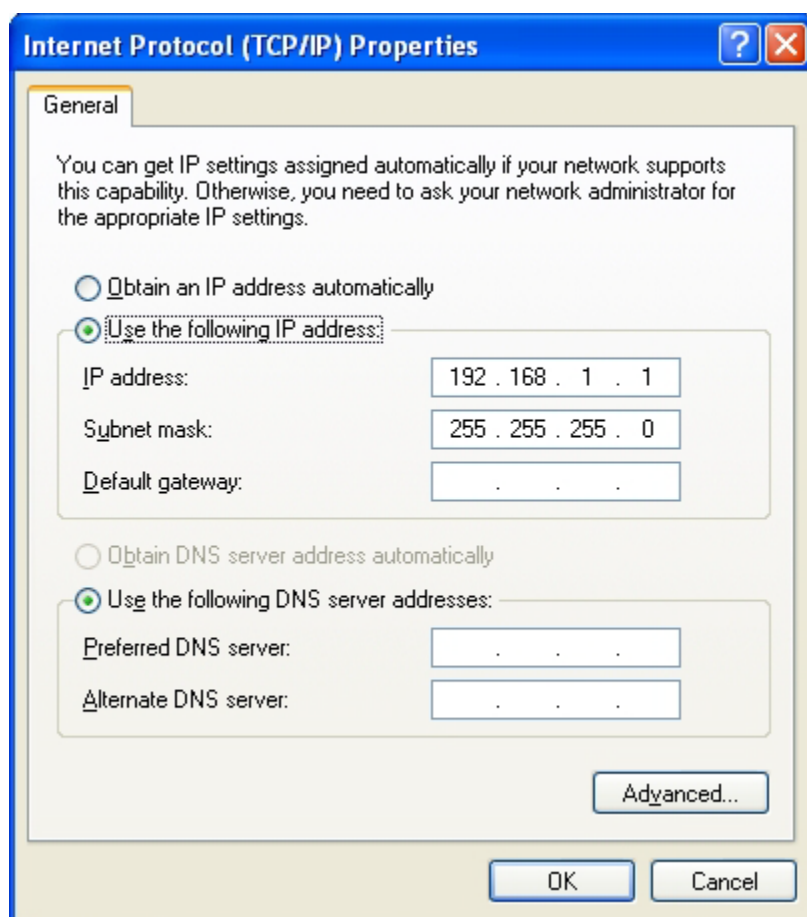 Internet Protocol (TCP/IP) Properties
General
You can get IP settings assigned automatically if your network supports
this capability. Otherwise, you need to ask your network administrator for
the appropriate IP settings.
Obtain an IP address automatically
Use the following IP address:
IP address: 192 . 168 . 1 . 1
Subnet mask: 255 . 255 . 255 . 0
Default gateway: . . .
Obtain DNS server address automatically
Use the following DNS server addresses:
Preferred DNS server: . . .
Alternate DNS server: . . .
Advanced...
OK Cancel